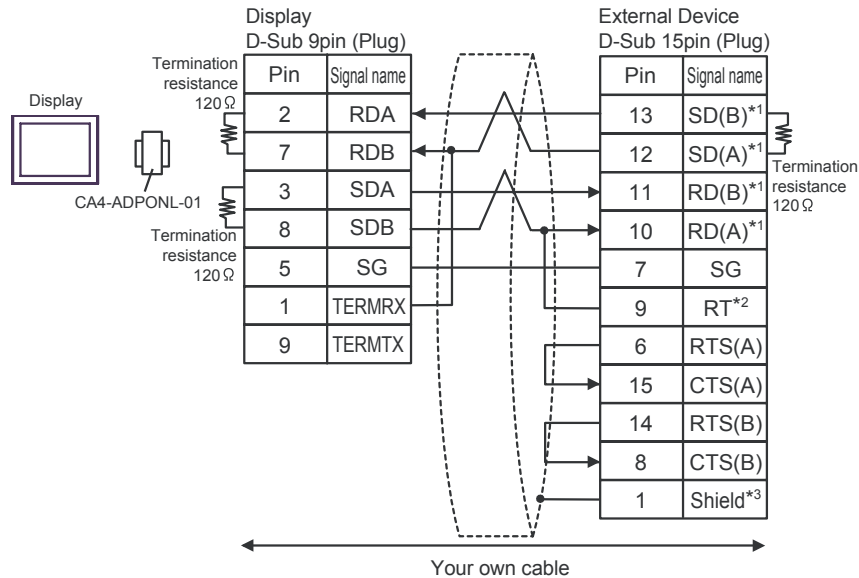 Display
D-Sub 9pin (Plug)
External Device
D-Sub 15pin (Plug)
Termination
resistance
120Ω
Display
CA4-ADPONL-01
Termination
resistance
120Ω
Pin Signal name
2 RDA
7 RDB
3 SDA
8 SDB
5 SG
1 TERMRX
9 TERMTX
Pin Signal name
13 SD(B)*1
12 SD(A)*1
11 RD(B)*1
10 RD(A)*1
7 SG
9 RT*2
6 RTS(A)
15 CTS(A)
14 RTS(B)
8 CTS(B)
1 Shield*3
Termination
resistance
120Ω
Your own cable